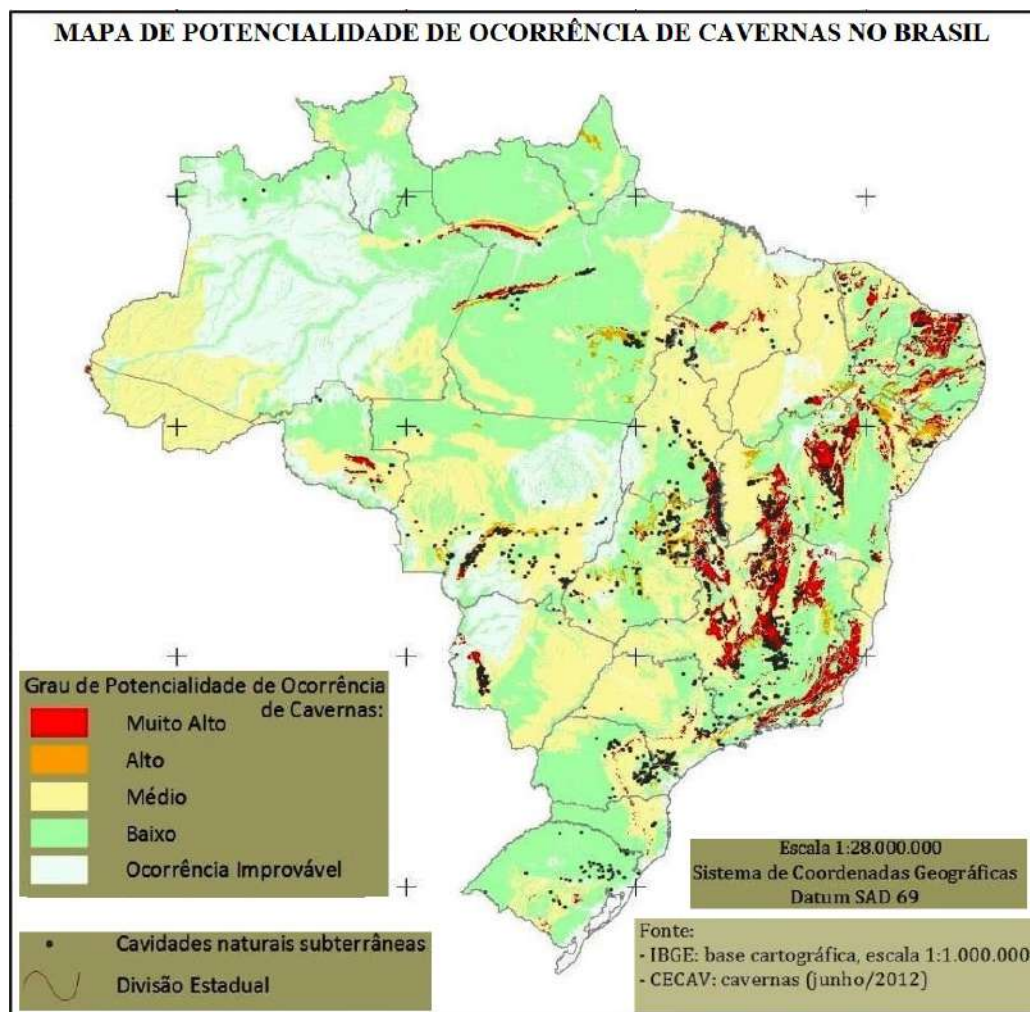 MAPA DE POTENCIALIDADE DE OCORRÊNCIA DE CAVERNAS NO BRASIL
Grau de Potencialidade de Ocorrência
de Cavernas:
Muito Alto
Alto
Médio
Baixo
Ocorrência Improvável
Cavidades naturais subterrâneas
Divisão Estadual
Escala 1:28.000.000
Sistema de Coordenadas Geográficas
Datum SAD 69
Fonte:
- IBGE: base cartográfica, escala 1:1.000.000
- CECAV: cavernas (junho/2012)